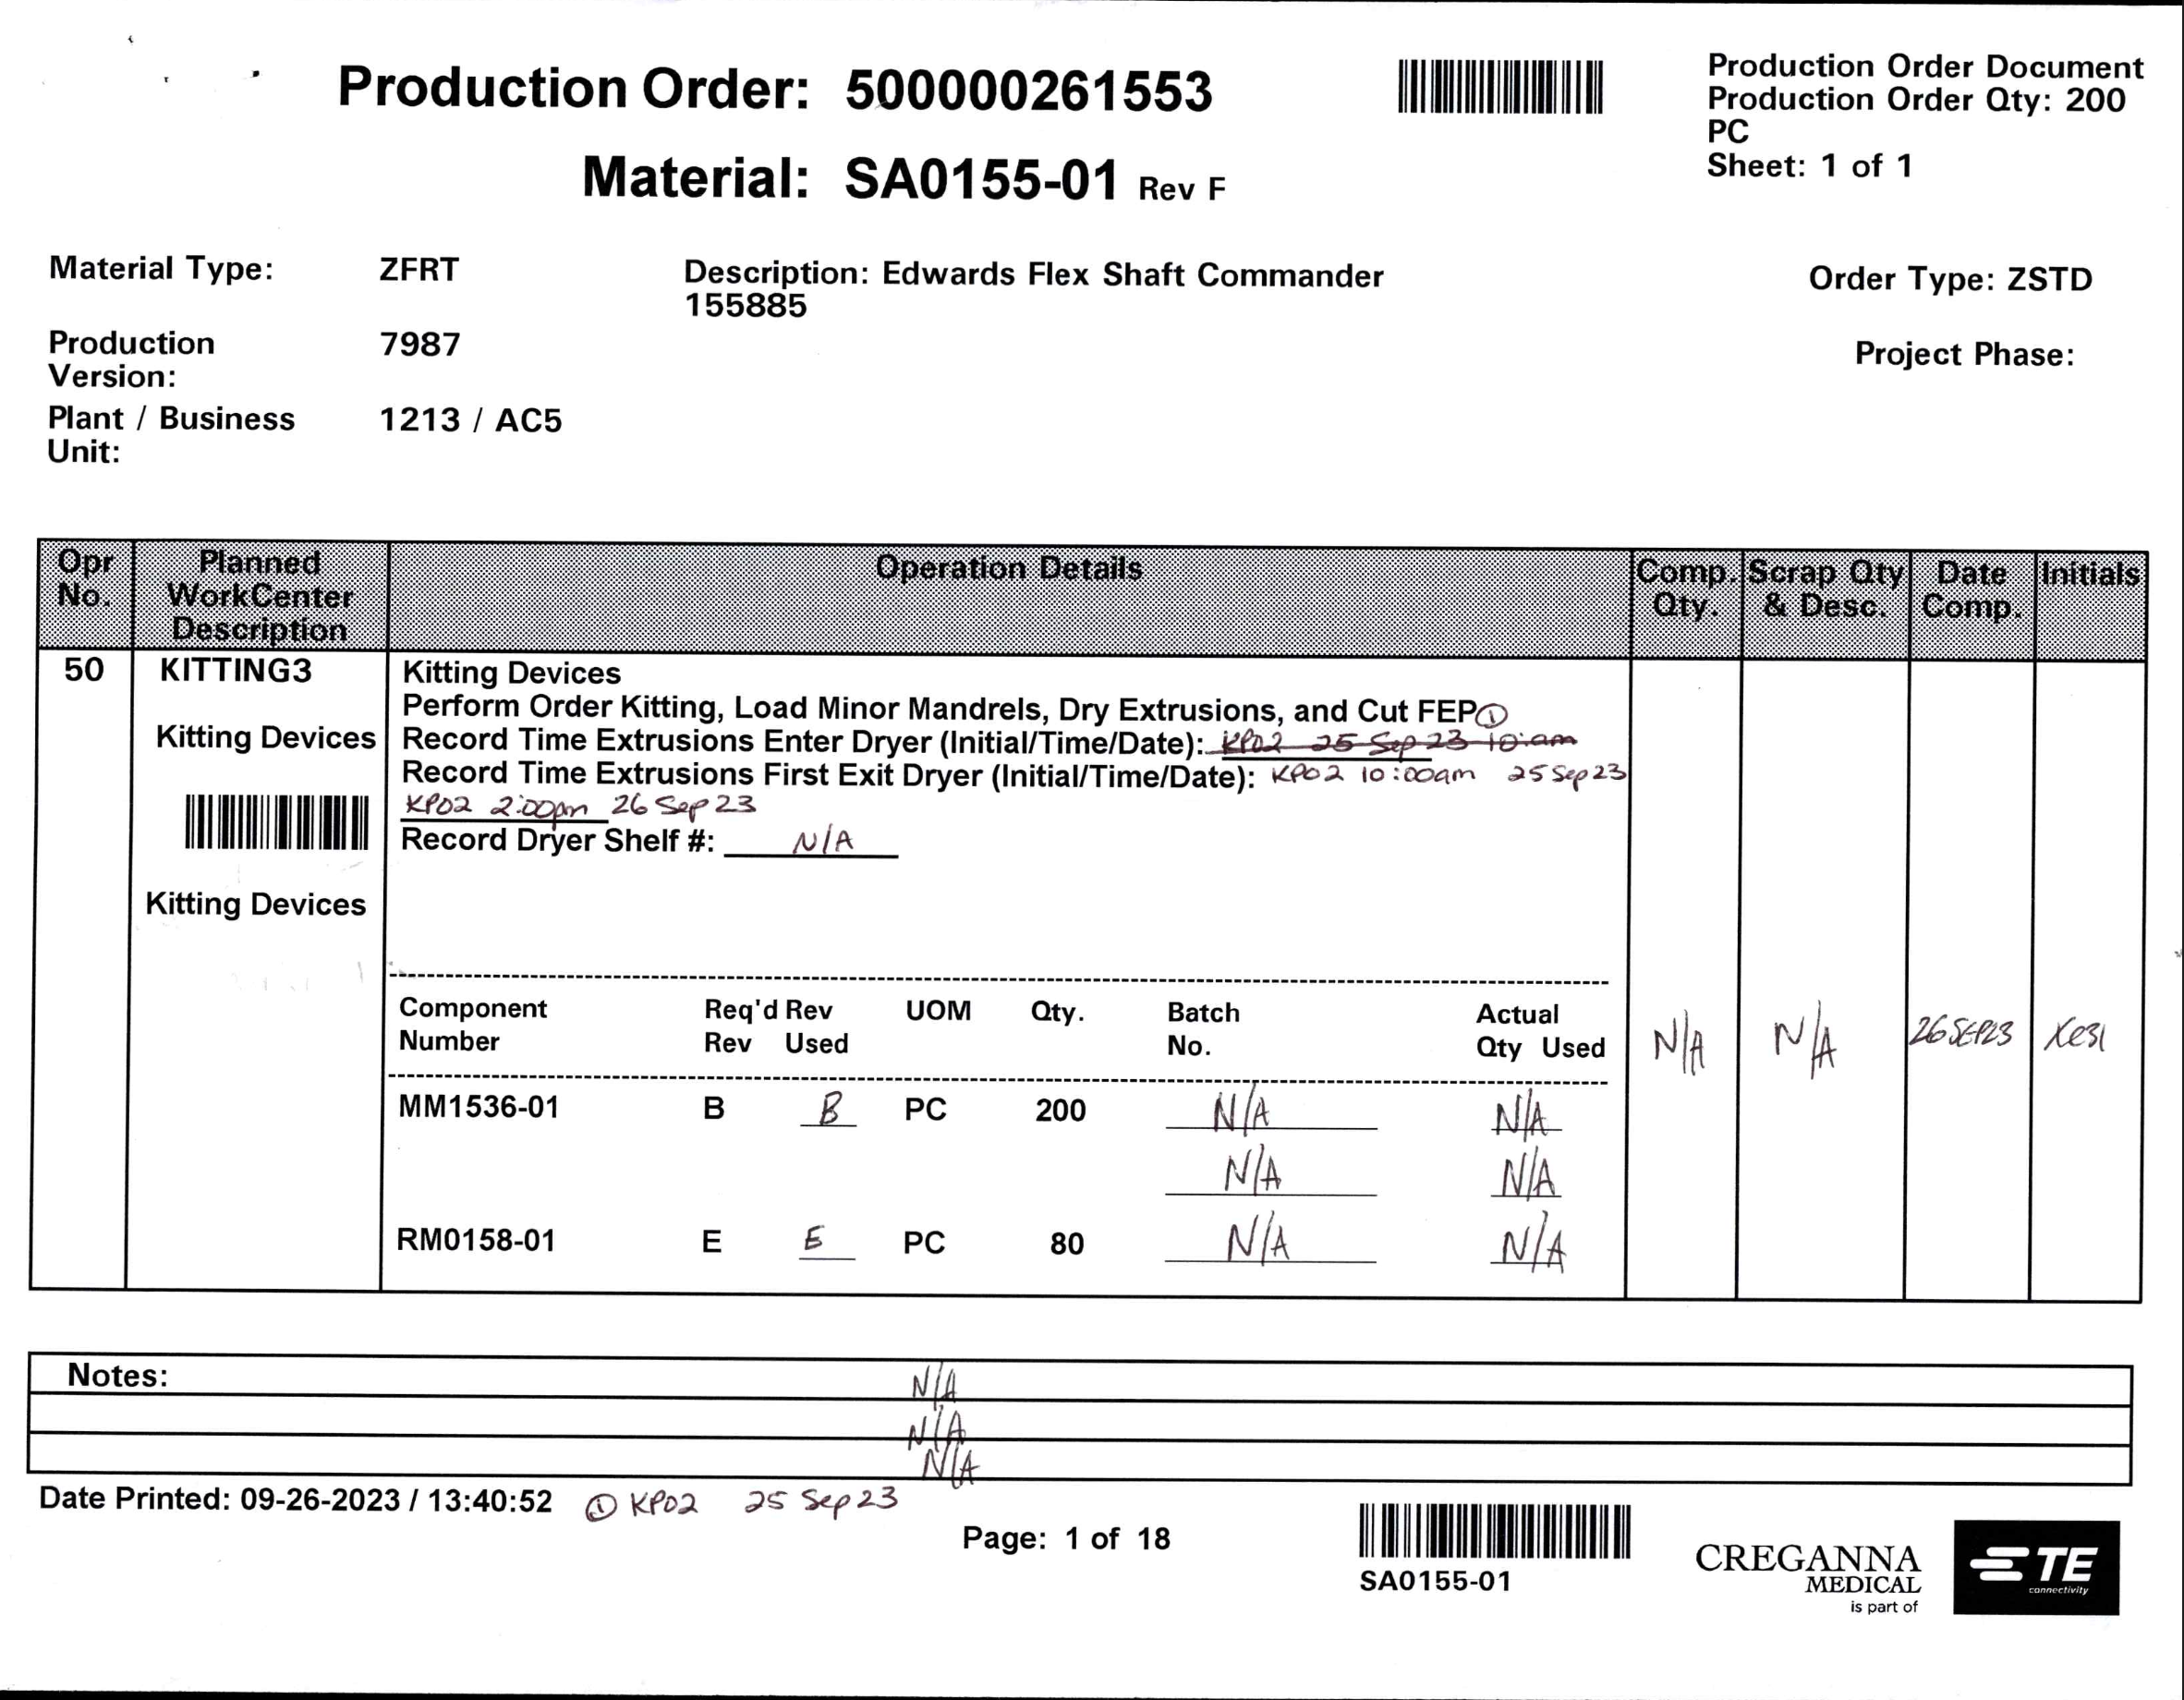 Production Order: 500000261553
Production Order Document
Production Order Qty: 200
PC
Sheet: 1 of 1
Material: SA0155-01 Rev F
Material Type: ZFRT
Description: Edwards Flex Shaft Commander
155885
Order Type: ZSTD
Production
Version: 7987
Project Phase:
Plant / Business
Unit: 1213 / AC5
Opr No. Planned WorkCenter Description Operation Details Comp. Qty. Scrap Qty & Desc. Date Comp. Initials
50 KITTING3 Kitting Devices
Perform Order Kitting, Load Minor Mandrels, Dry Extrusions, and Cut FEP ①
Kitting Devices
Record Time Extrusions Enter Dryer (Initial/Time/Date): KP02 25 Sep 23 10:am
Record Time Extrusions First Exit Dryer (Initial/Time/Date): KP02 10:00am 25 Sep 23
KP02 2:00pm 26 Sep 23
Record Dryer Shelf #: N/A
Kitting Devices
Component Number Req'd Rev Rev Used UOM Qty. Batch No. Actual Qty Used
N/A N/A 26SEP23 KE31
MM1536-01 B B PC 200 N/A N/A
N/A N/A
RM0158-01 E E PC 80 N/A N/A
Notes: N/A
N/A
N/A
Date Printed: 09-26-2023 / 13:40:52 ① KP02 25 Sep 23
Page: 1 of 18
SA0155-01
CREGANNA
MEDICAL
is part of
TE
connectivity